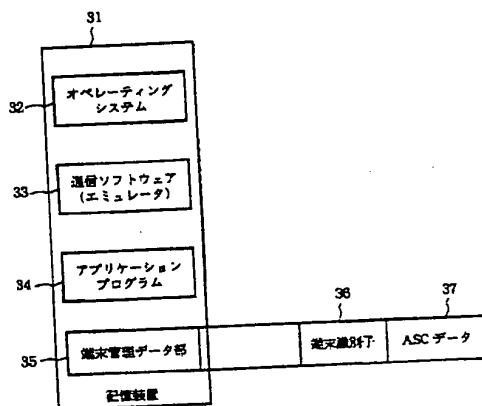 31
オペレーティング
システム
32
通信ソフトウェア
(エミュレータ)
33
アプリケーション
プログラム
34
36
37
端末管理データ部
端末識別子
ASC データ
35
記憶装置